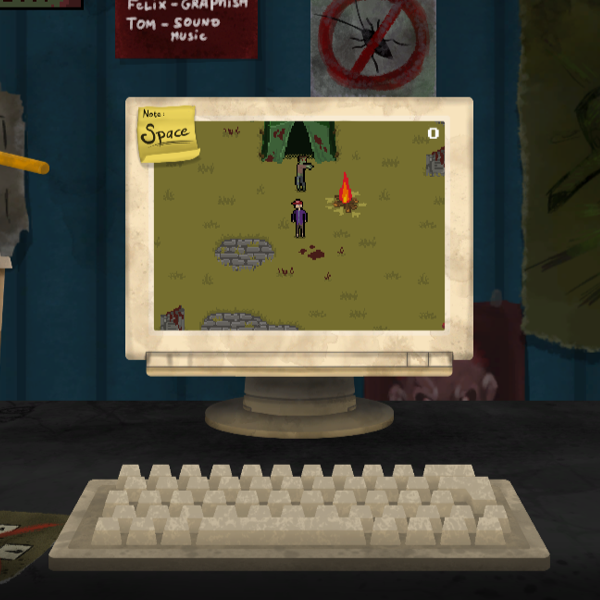 FELIX - GRAPHISM
TOM - SOUND
MUSIC
Note:
Space
0